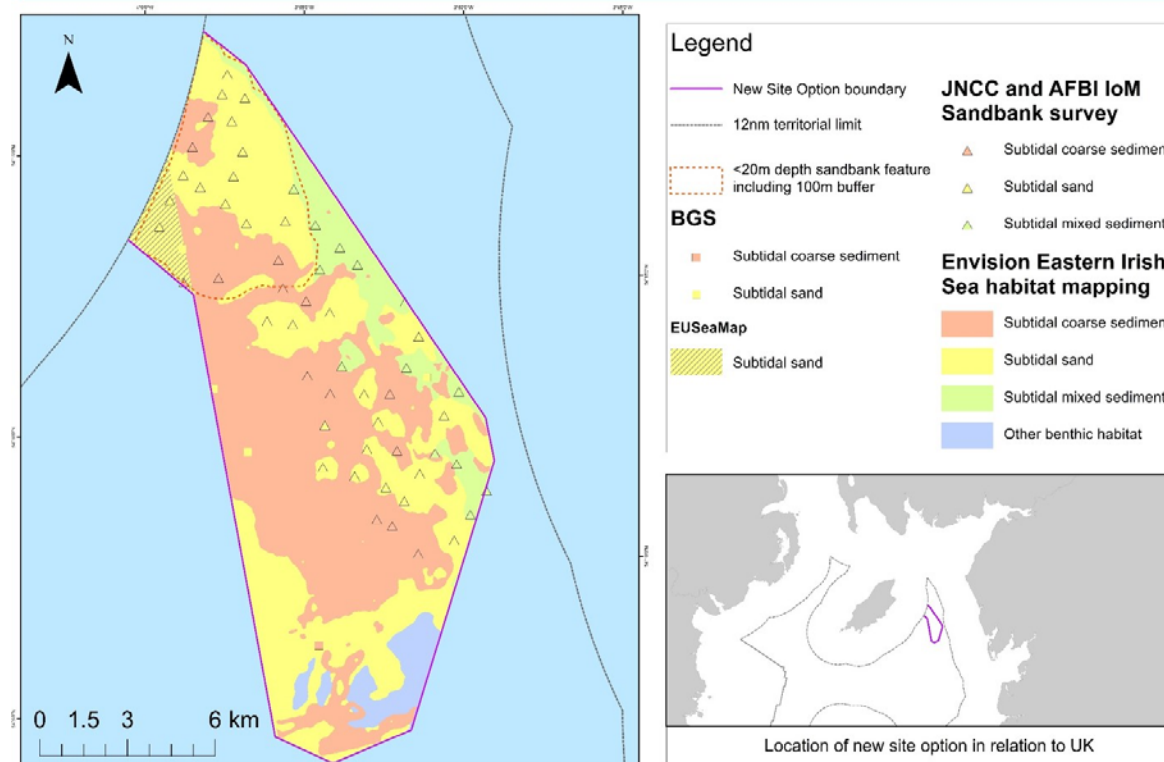 N
0 1.5 3 6 km
Legend
New Site Option boundary
12nm territorial limit
<20m depth sandbank feature
including 100m buffer
BGS
Subtidal coarse sediment
Subtidal sand
EUSeaMap
Subtidal sand
JNCC and AFBI IoM
Sandbank survey
Subtidal coarse sedimen
Subtidal sand
Subtidal mixed sediment
Envision Eastern Irish
Sea habitat mapping
Subtidal coarse sedimen
Subtidal sand
Subtidal mixed sediment
Other benthic habitat
Location of new site option in relation to UK